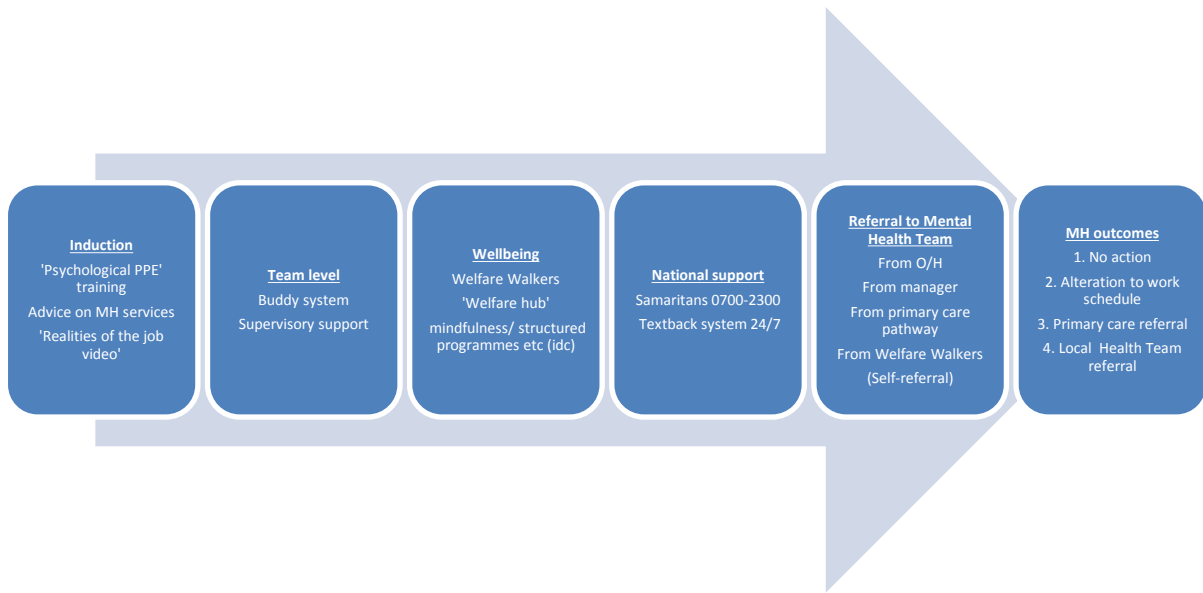 Induction
'Psychological PPE'
training
Advice on MH services
'Realities of the job
video'
Team level
Buddy system
Supervisory support
Wellbeing
Welfare Walkers
'Welfare hub'
mindfulness/ structured
programmes etc (idc)
National support
Samaritans 0700-2300
Textback system 24/7
Referral to Mental
Health Team
From O/H
From manager
From primary care
pathway
From Welfare Walkers
(Self-referral)
MH outcomes
1. No action
2. Alteration to work
schedule
3. Primary care referral
4. Local Health Team
referral